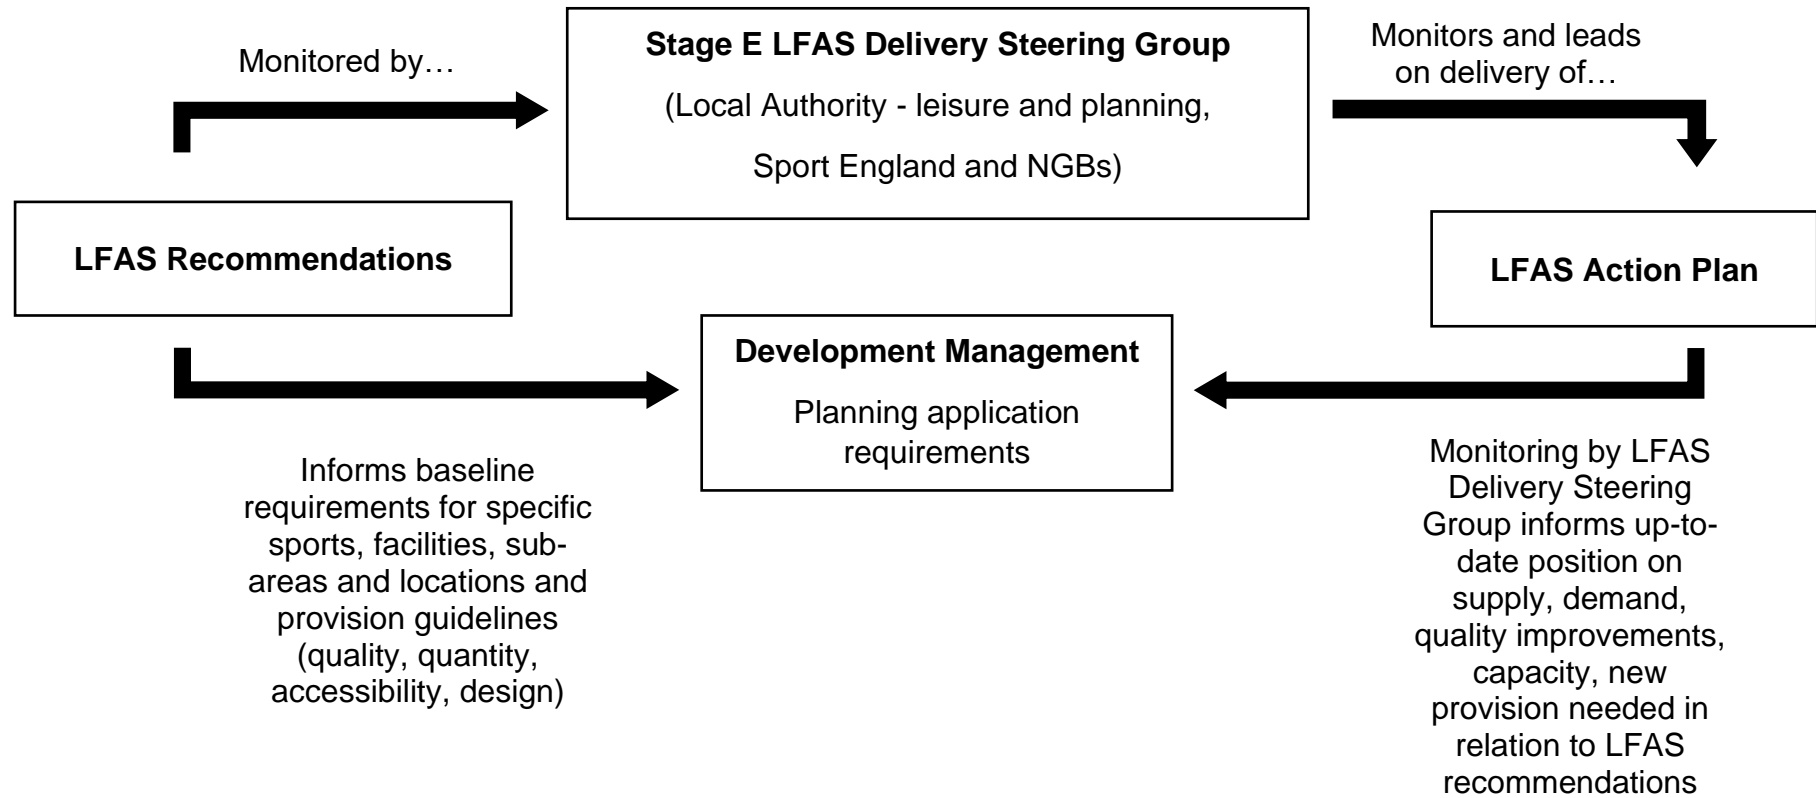 Monitored by…
Stage E LFAS Delivery Steering Group
(Local Authority - leisure and planning,
Sport England and NGBs)
Monitors and leads
on delivery of…
LFAS Recommendations
LFAS Action Plan
Development Management
Planning application
requirements
Informs baseline
requirements for specific
sports, facilities, sub-
areas and locations and
provision guidelines
(quality, quantity,
accessibility, design)
Monitoring by LFAS
Delivery Steering
Group informs up-to-
date position on
supply, demand,
quality improvements,
capacity, new
provision needed in
relation to LFAS
recommendations